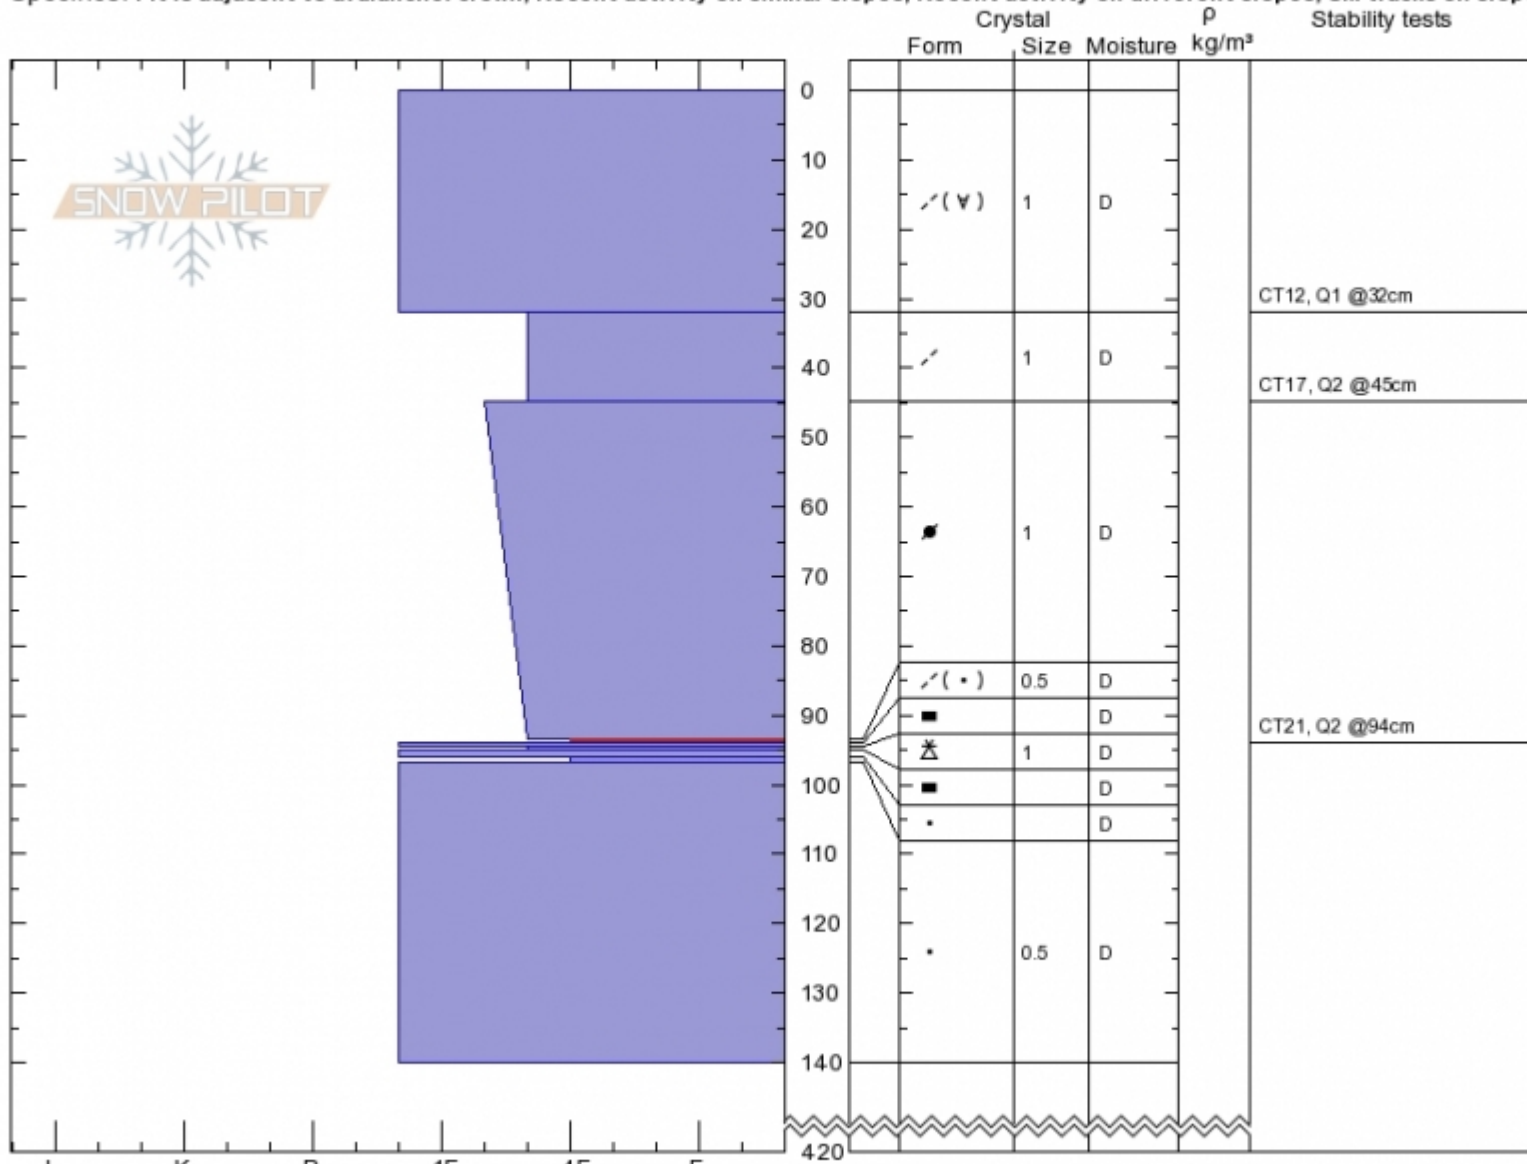 Crystal ρ Stability tests
Form Size Moisture kg/m³
SNOW PILOT
0
10
20
30
40
50
60
70
80
90
100
110
120
130
140
420
( ∀ ) 1 D
CT12, Q1 @32cm
1 D
CT17, Q2 @45cm
1 D
( • ) 0.5 D
D
CT21, Q2 @94cm
1 D
D
D
0.5 D